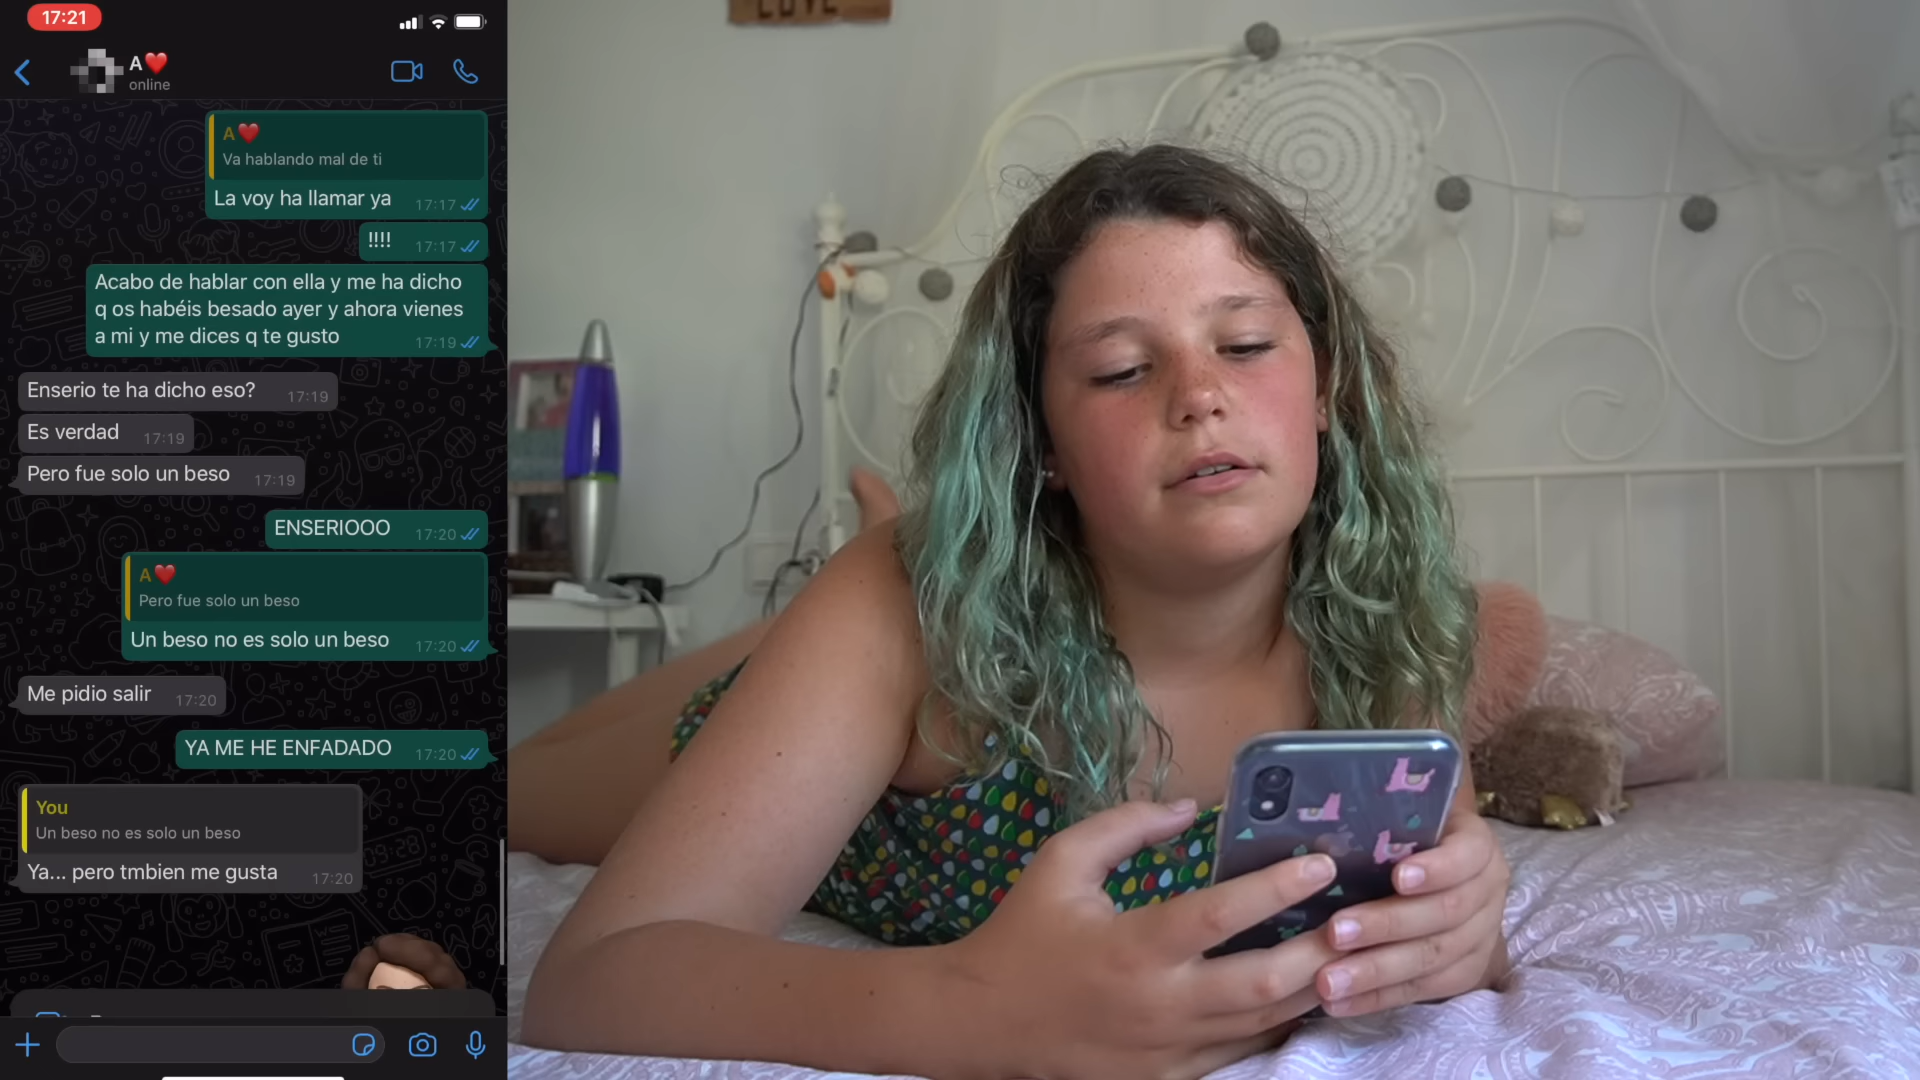 17:21
LOVE
A❤️
online
A❤️
Va hablando mal de ti
La voy ha llamar ya 17:17
!!!! 17:17
Acabo de hablar con ella y me ha dicho
q os habéis besado ayer y ahora vienes
a mi y me dices q te gusto 17:19
Enserio te ha dicho eso? 17:19
Es verdad 17:19
Pero fue solo un beso 17:19
ENSERIOOO 17:20
A❤️
Pero fue solo un beso
Un beso no es solo un beso 17:20
Me pidio salir 17:20
YA ME HE ENFADADO 17:20
You
Un beso no es solo un beso
Ya... pero tmbien me gusta 17:20